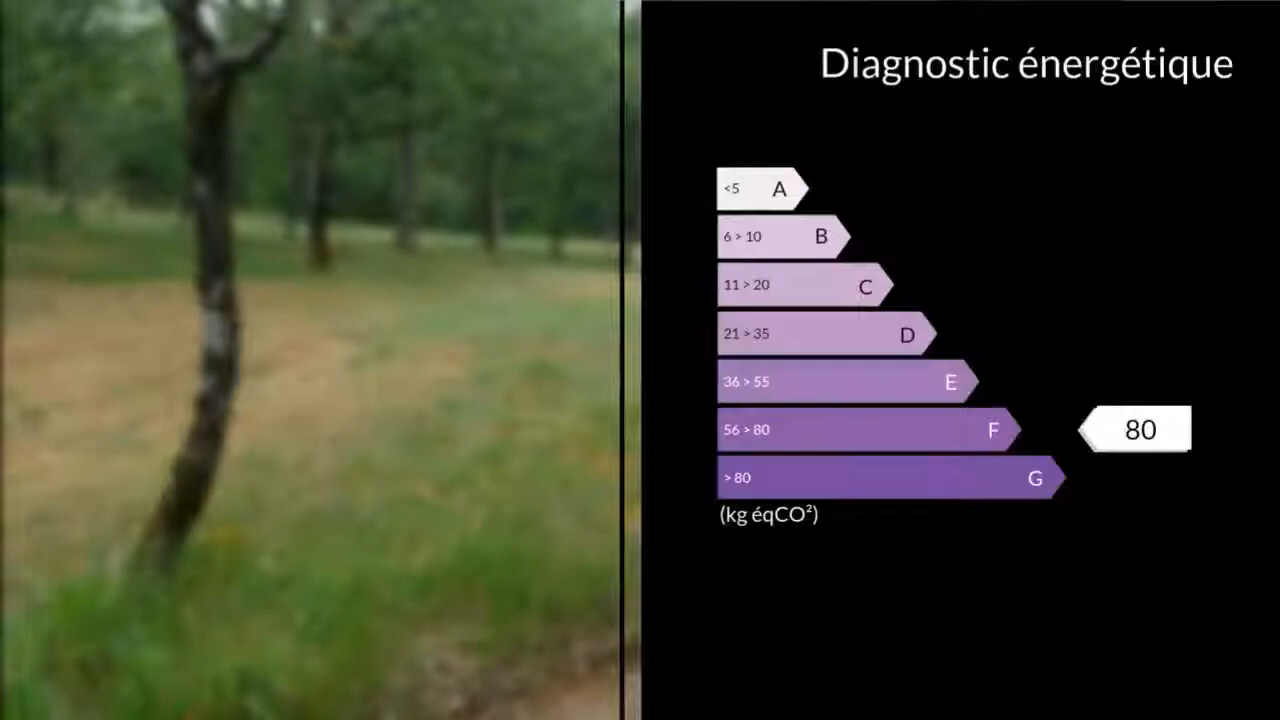 Diagnostic énergétique
<5 A
6 > 10 B
11 > 20 C
21 > 35 D
36 > 55 E
56 > 80 F 80
> 80 G
(kg éqCO²)